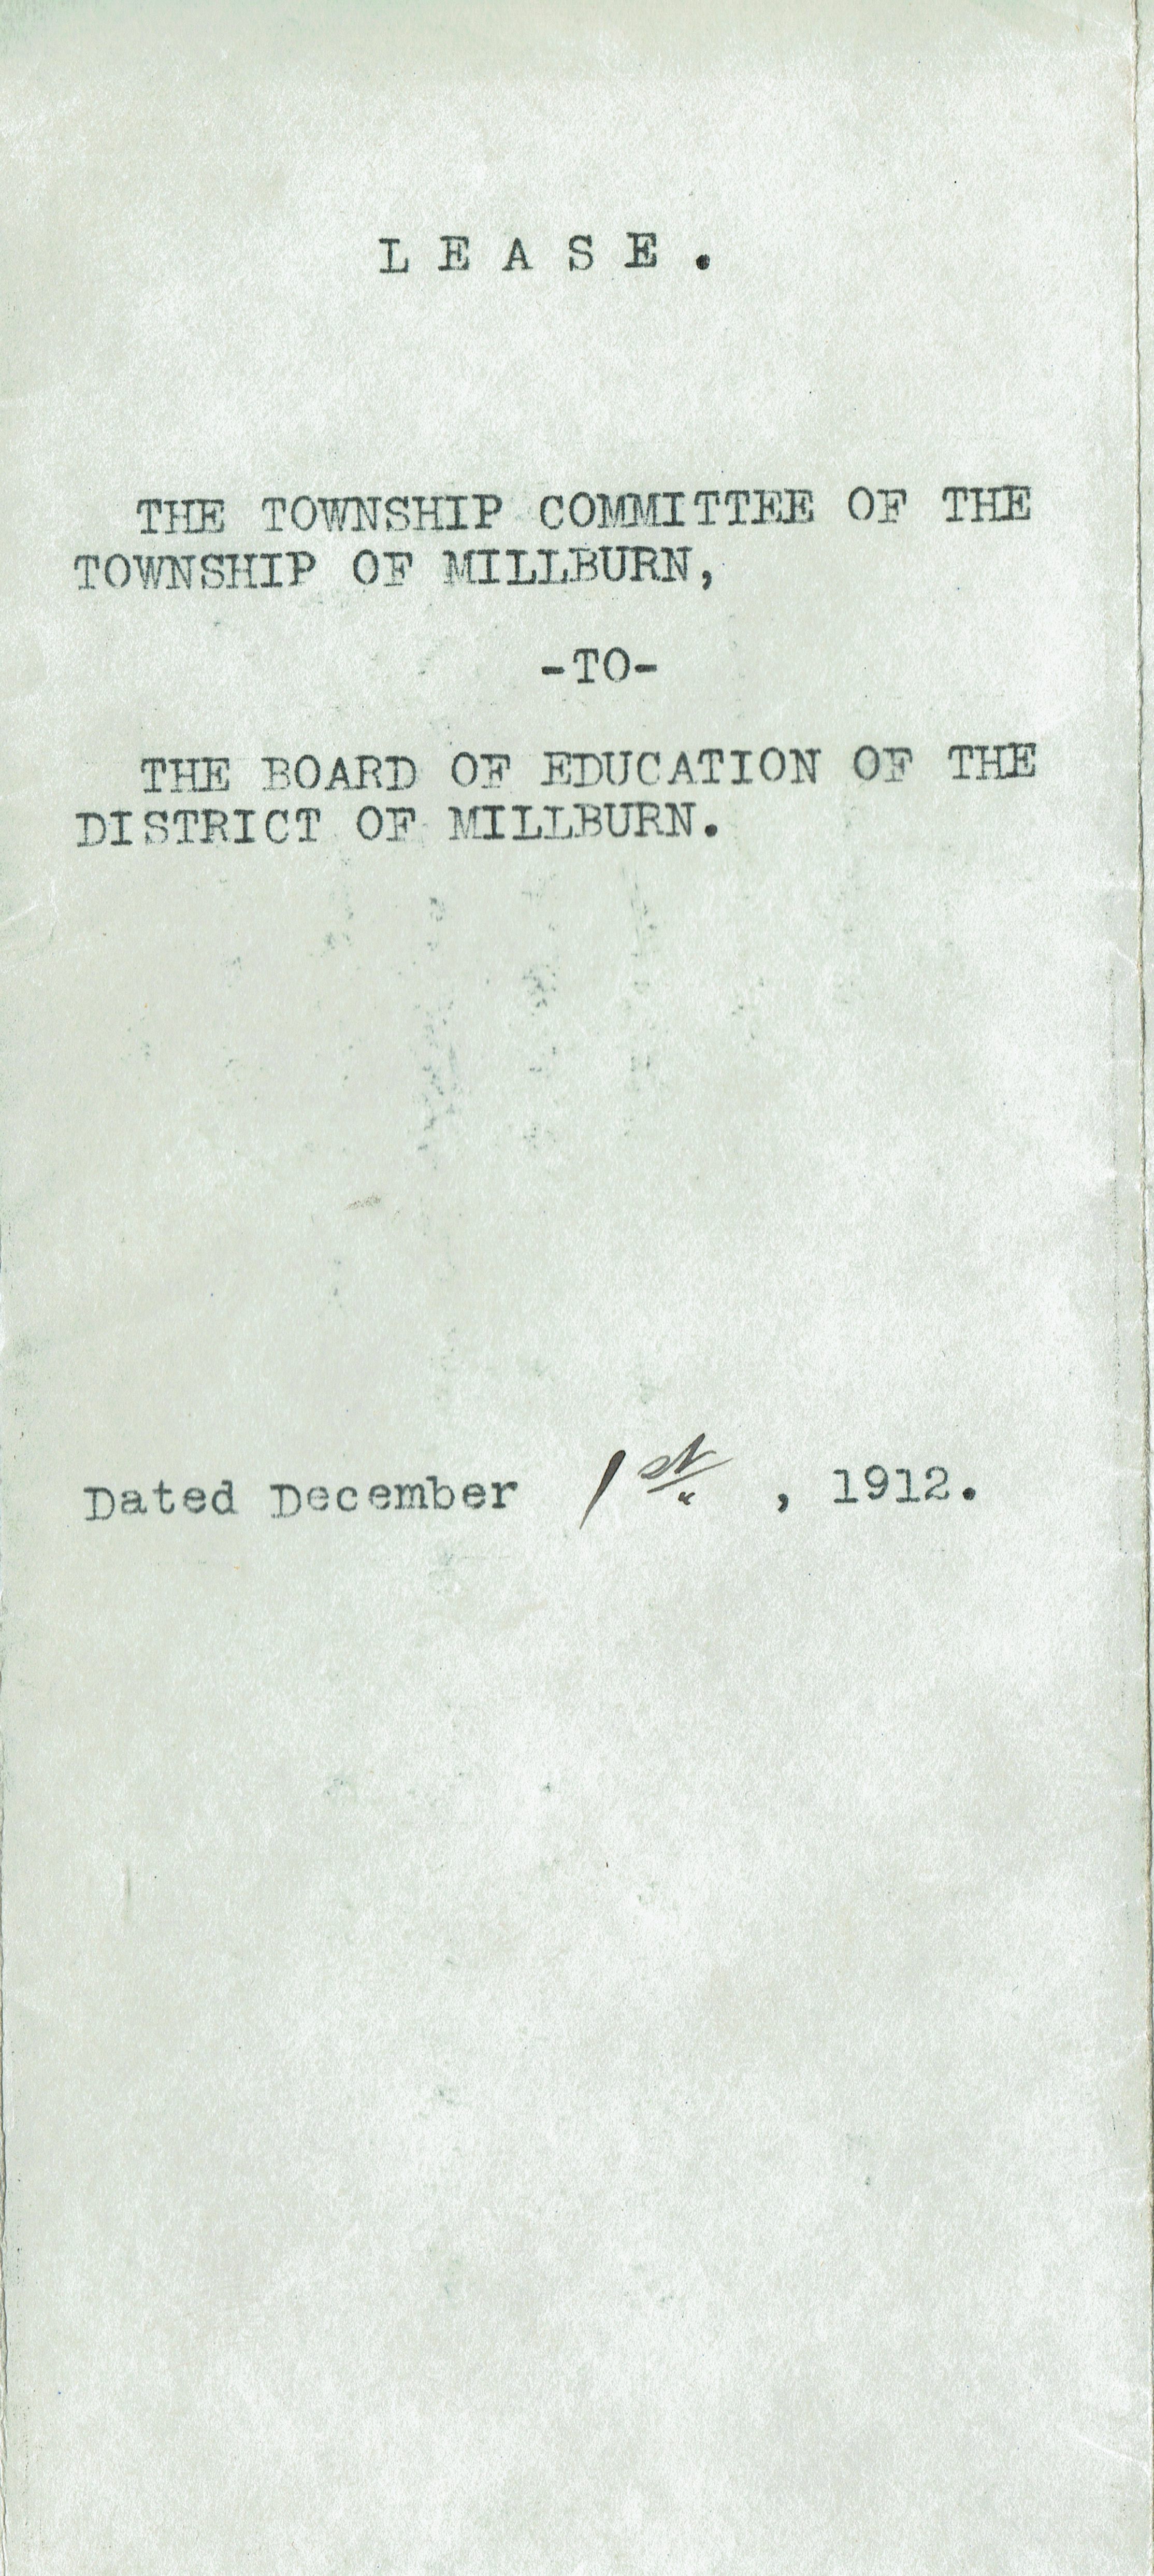 LEASE.
THE TOWNSHIP COMMITTEE OF THE
TOWNSHIP OF MILLBURN,
-TO-
THE BOARD OF EDUCATION OF THE
DISTRICT OF MILLBURN.
Dated December 1st , 1912.